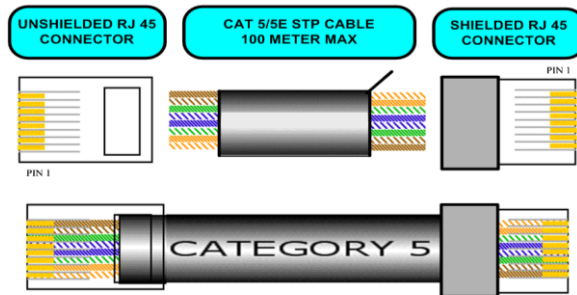 UNSHIELDED RJ 45
CONNECTOR
CAT 5/5E STP CABLE
100 METER MAX
SHIELDED RJ 45
CONNECTOR
PIN 1
PIN 1
CATEGORY 5